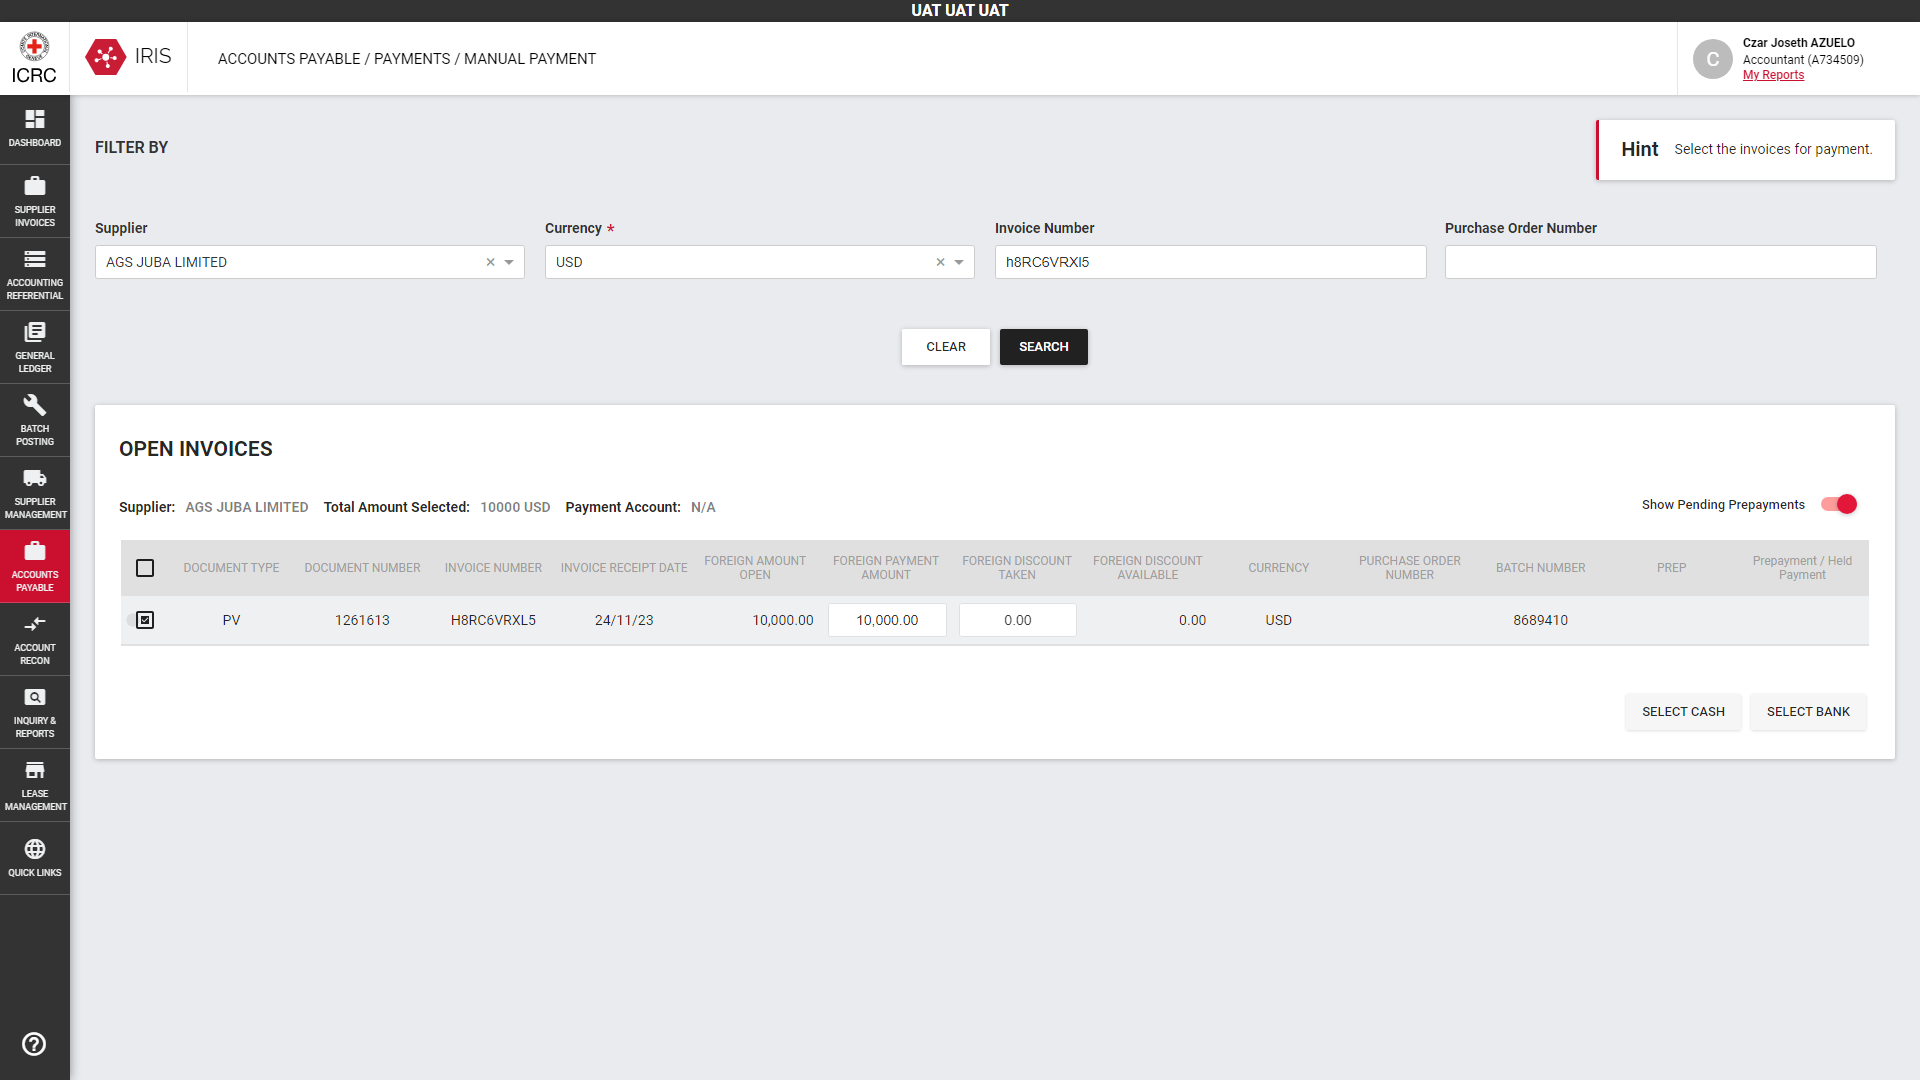 UAT UAT UAT
ICRC
IRIS
ACCOUNTS PAYABLE / PAYMENTS / MANUAL PAYMENT
C
Czar Joseth AZUELO
Accountant (A734509)
My Reports
DASHBOARD
SUPPLIER
INVOICES
ACCOUNTING
REFERENTIAL
GENERAL
LEDGER
BATCH
POSTING
SUPPLIER
MANAGEMENT
ACCOUNTS
PAYABLE
ACCOUNT
RECON
INQUIRY &
REPORTS
LEASE
MANAGEMENT
QUICK LINKS
FILTER BY
Hint Select the invoices for payment.
Supplier
AGS JUBA LIMITED
Currency *
USD
Invoice Number
h8RC6VRXl5
Purchase Order Number
CLEAR
SEARCH
OPEN INVOICES
Supplier: AGS JUBA LIMITED Total Amount Selected: 10000 USD Payment Account: N/A
Show Pending Prepayments
DOCUMENT TYPE
DOCUMENT NUMBER
INVOICE NUMBER
INVOICE RECEIPT DATE
FOREIGN AMOUNT
OPEN
FOREIGN PAYMENT
AMOUNT
FOREIGN DISCOUNT
TAKEN
FOREIGN DISCOUNT
AVAILABLE
CURRENCY
PURCHASE ORDER
NUMBER
BATCH NUMBER
PREP
Prepayment / Held
Payment
PV 1261613 H8RC6VRXL5 24/11/23 10,000.00 10,000.00 0.00 0.00 USD 8689410
SELECT CASH
SELECT BANK